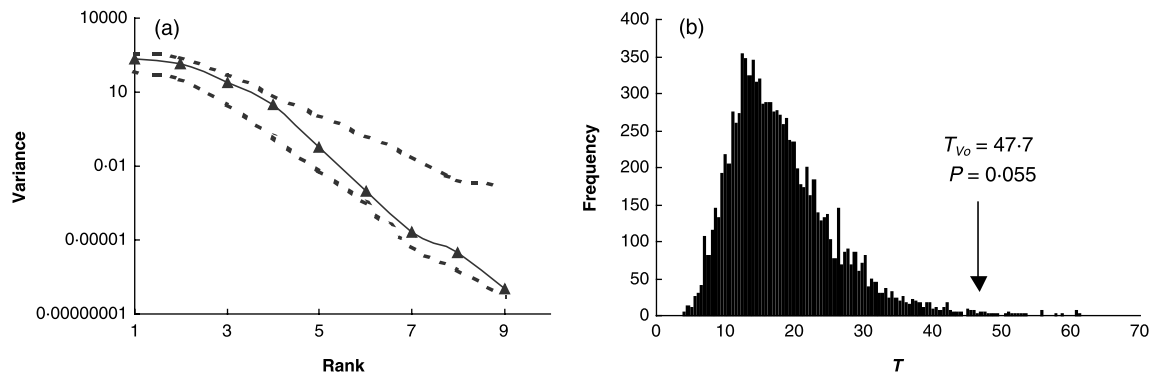 (a)
10000
10
0·01
0·00001
0·00000001
Variance
1 3 5 7 9
Rank
(b)
400
350
300
250
200
150
100
50
0
Frequency
T_Vo = 47·7
P = 0·055
0 10 20 30 40 50 60 70
T